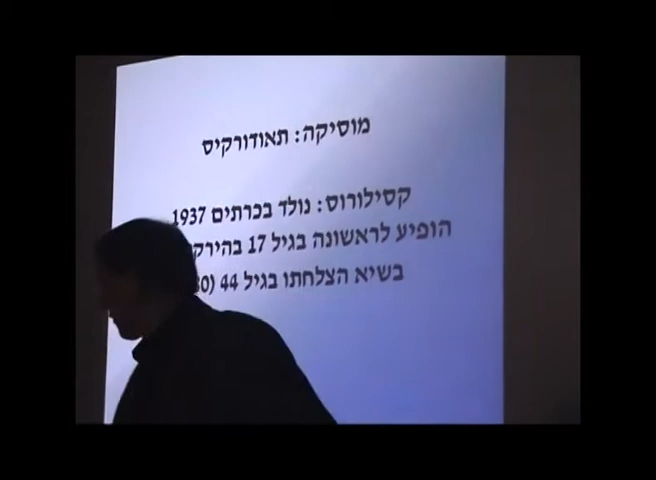 מוסיקה: תאודורקיס
קסילורוס: נולד בכרתים 1937
הופיע לראשונה בגיל 17
בשיא הצלחתו בגיל 44